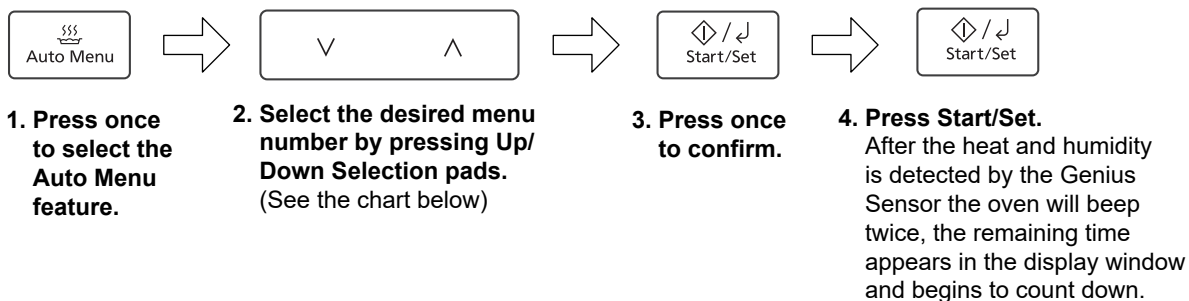 Auto Menu
∨ ∧
/
Start/Set
/
Start/Set
1. Press once
to select the
Auto Menu
feature.
2. Select the desired menu
number by pressing Up/
Down Selection pads.
(See the chart below)
3. Press once
to confirm.
4. Press Start/Set.
After the heat and humidity
is detected by the Genius
Sensor the oven will beep
twice, the remaining time
appears in the display window
and begins to count down.